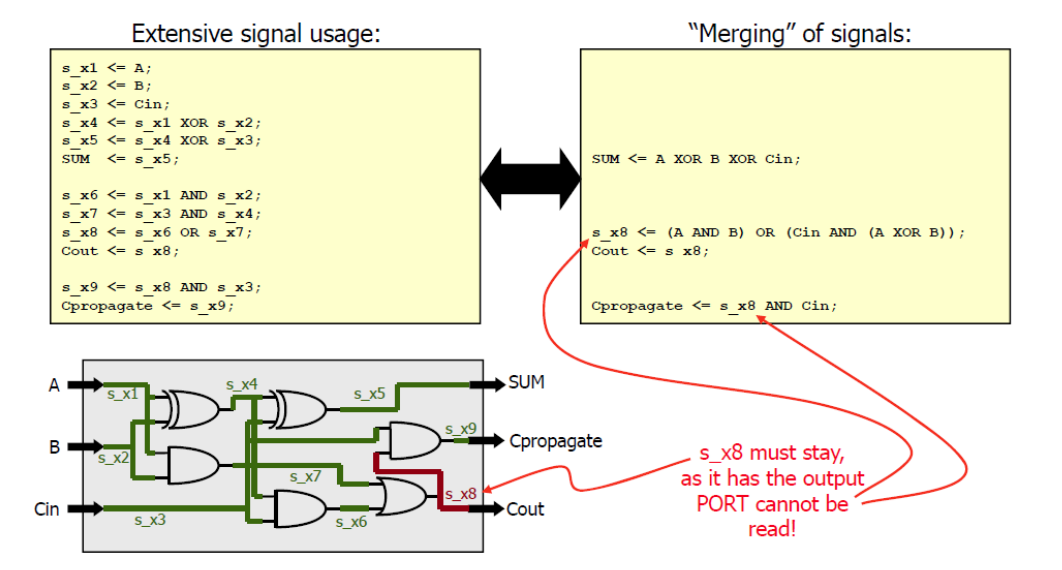 Extensive signal usage:
"Merging" of signals:
s_x1 <= A;
s_x2 <= B;
s_x3 <= Cin;
s_x4 <= s_x1 XOR s_x2;
s_x5 <= s_x4 XOR s_x3;
SUM  <= s_x5;
s_x6 <= s_x1 AND s_x2;
s_x7 <= s_x3 AND s_x4;
s_x8 <= s_x6 OR s_x7;
Cout <= s x8;
s_x9 <= s_x8 AND s_x3;
Cpropagate <= s_x9;
SUM <= A XOR B XOR Cin;
s_x8 <= (A AND B) OR (Cin AND (A XOR B));
Cout <= s x8;
Cpropagate <= s_x8 AND Cin;
A
s_x1
s_x4
s_x5
SUM
B
s_x2
s_x9
Cpropagate
s_x7
s_x8
Cin
s_x3
s_x6
Cout
s_x8 must stay,
as it has the output
PORT cannot be
read!